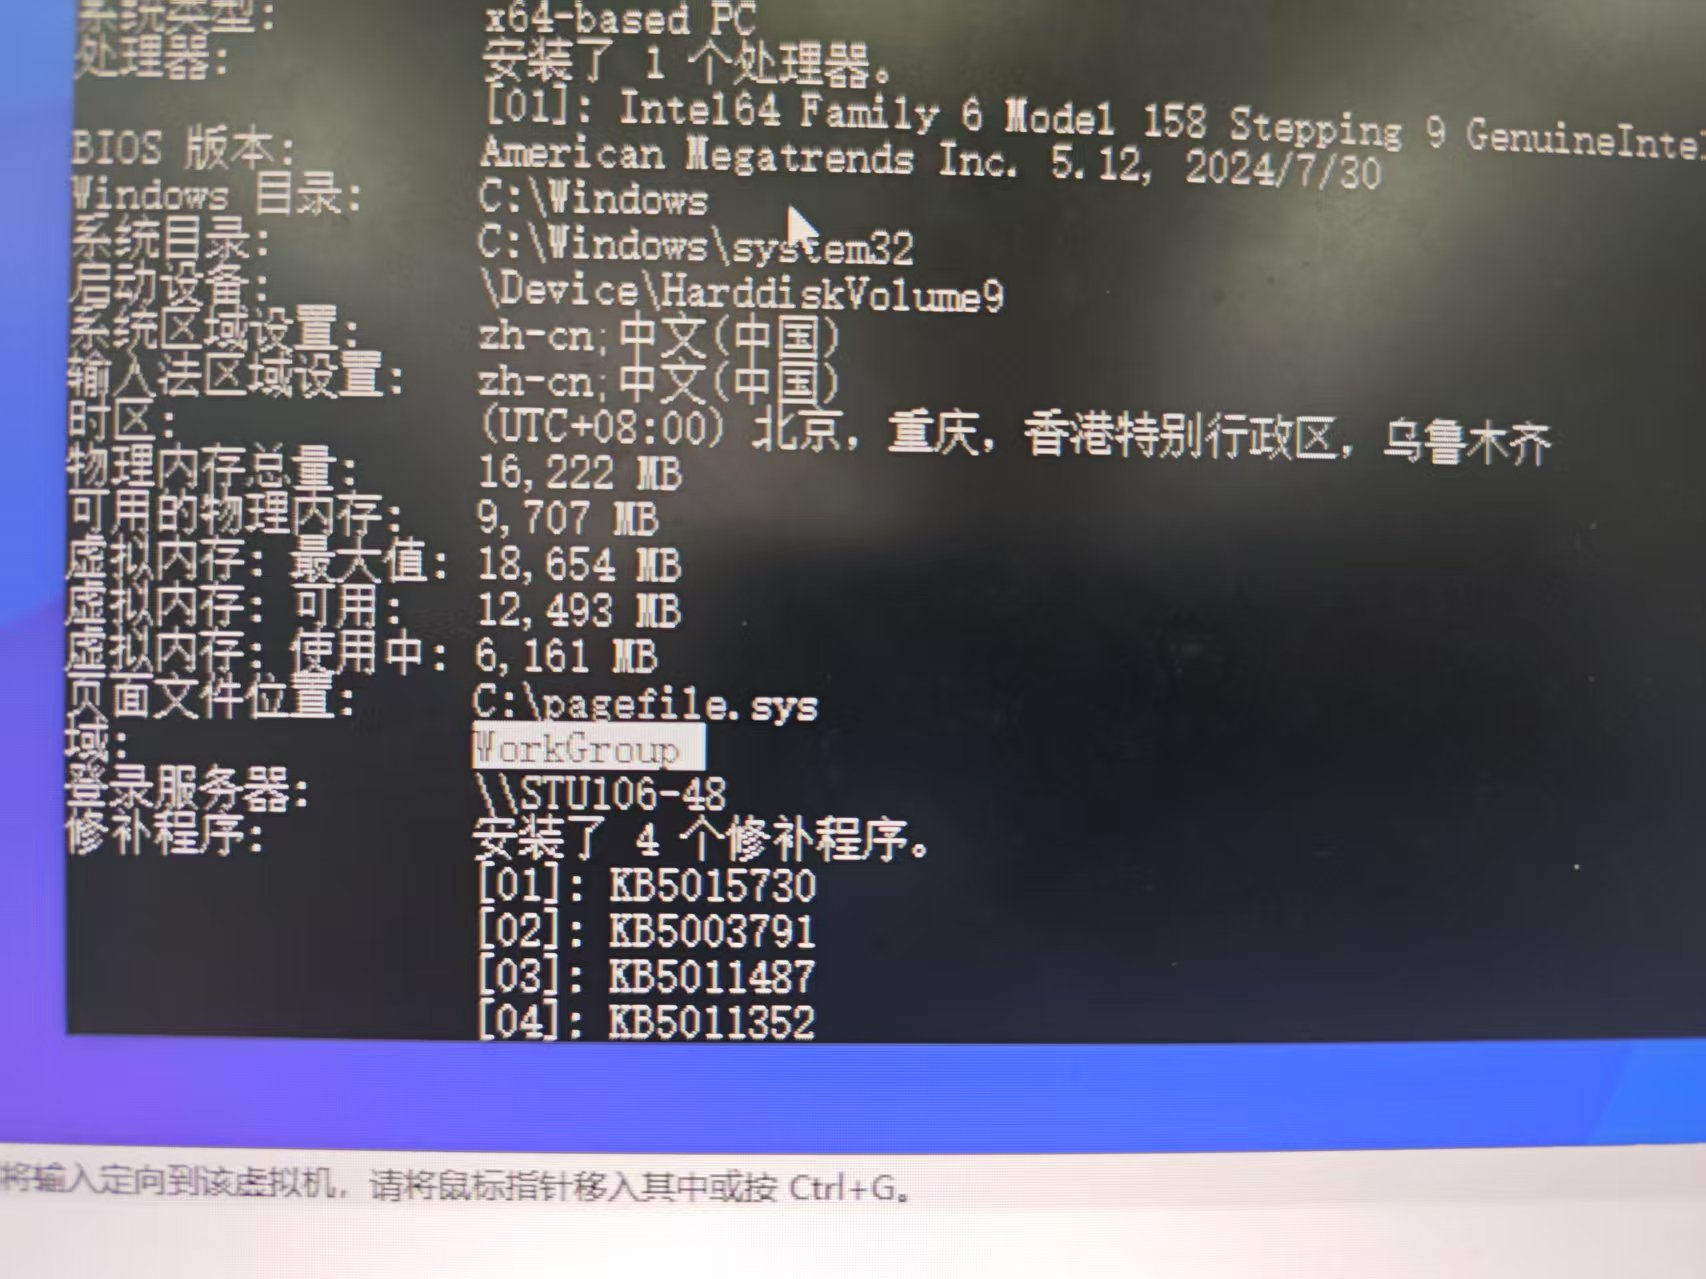 系统类型: x64-based PC
处理器: 安装了 1 个处理器。
[01]: Intel64 Family 6 Model 158 Stepping 9 GenuineInte
BIOS 版本: American Megatrends Inc. 5.12, 2024/7/30
Windows 目录: C:\Windows
系统目录: C:\Windows\system32
启动设备: \Device\HarddiskVolume9
系统区域设置: zh-cn;中文(中国)
输入法区域设置: zh-cn;中文(中国)
时区: (UTC+08:00) 北京，重庆，香港特别行政区，乌鲁木齐
物理内存总量: 16,222 MB
可用的物理内存: 9,707 MB
虚拟内存: 最大值: 18,654 MB
虚拟内存: 可用: 12,493 MB
虚拟内存: 使用中: 6,161 MB
页面文件位置: C:\pagefile.sys
域: WorkGroup
登录服务器: \\STU106-48
修补程序: 安装了 4 个修补程序。
[01]: KB5015730
[02]: KB5003791
[03]: KB5011487
[04]: KB5011352
将输入定向到该虚拟机，请将鼠标指针移入其中或按 Ctrl+G。